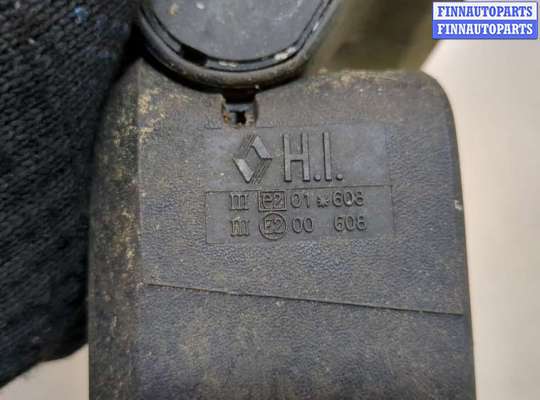 FINNAUTOPARTS
FINNAUTOPARTS
H.I.
III e2 01*608
III E2 00 608